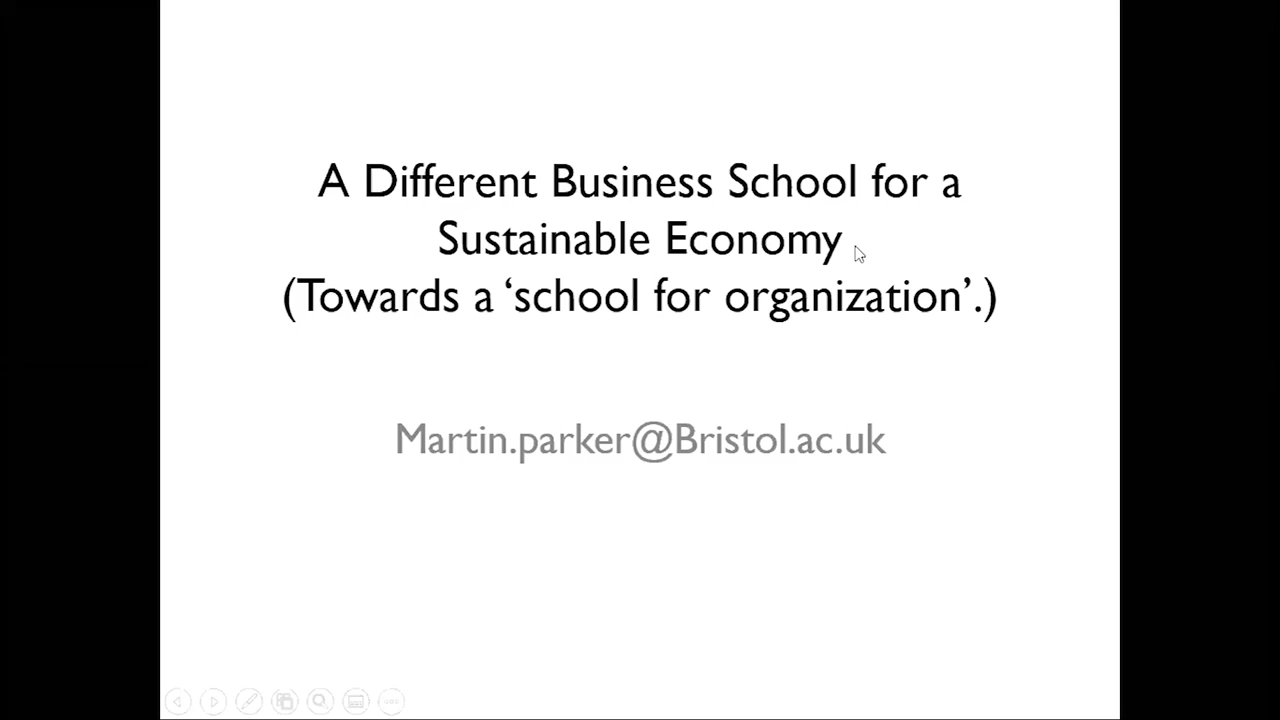 A Different Business School for a
Sustainable Economy
(Towards a ‘school for organization’.)
Martin.parker@Bristol.ac.uk